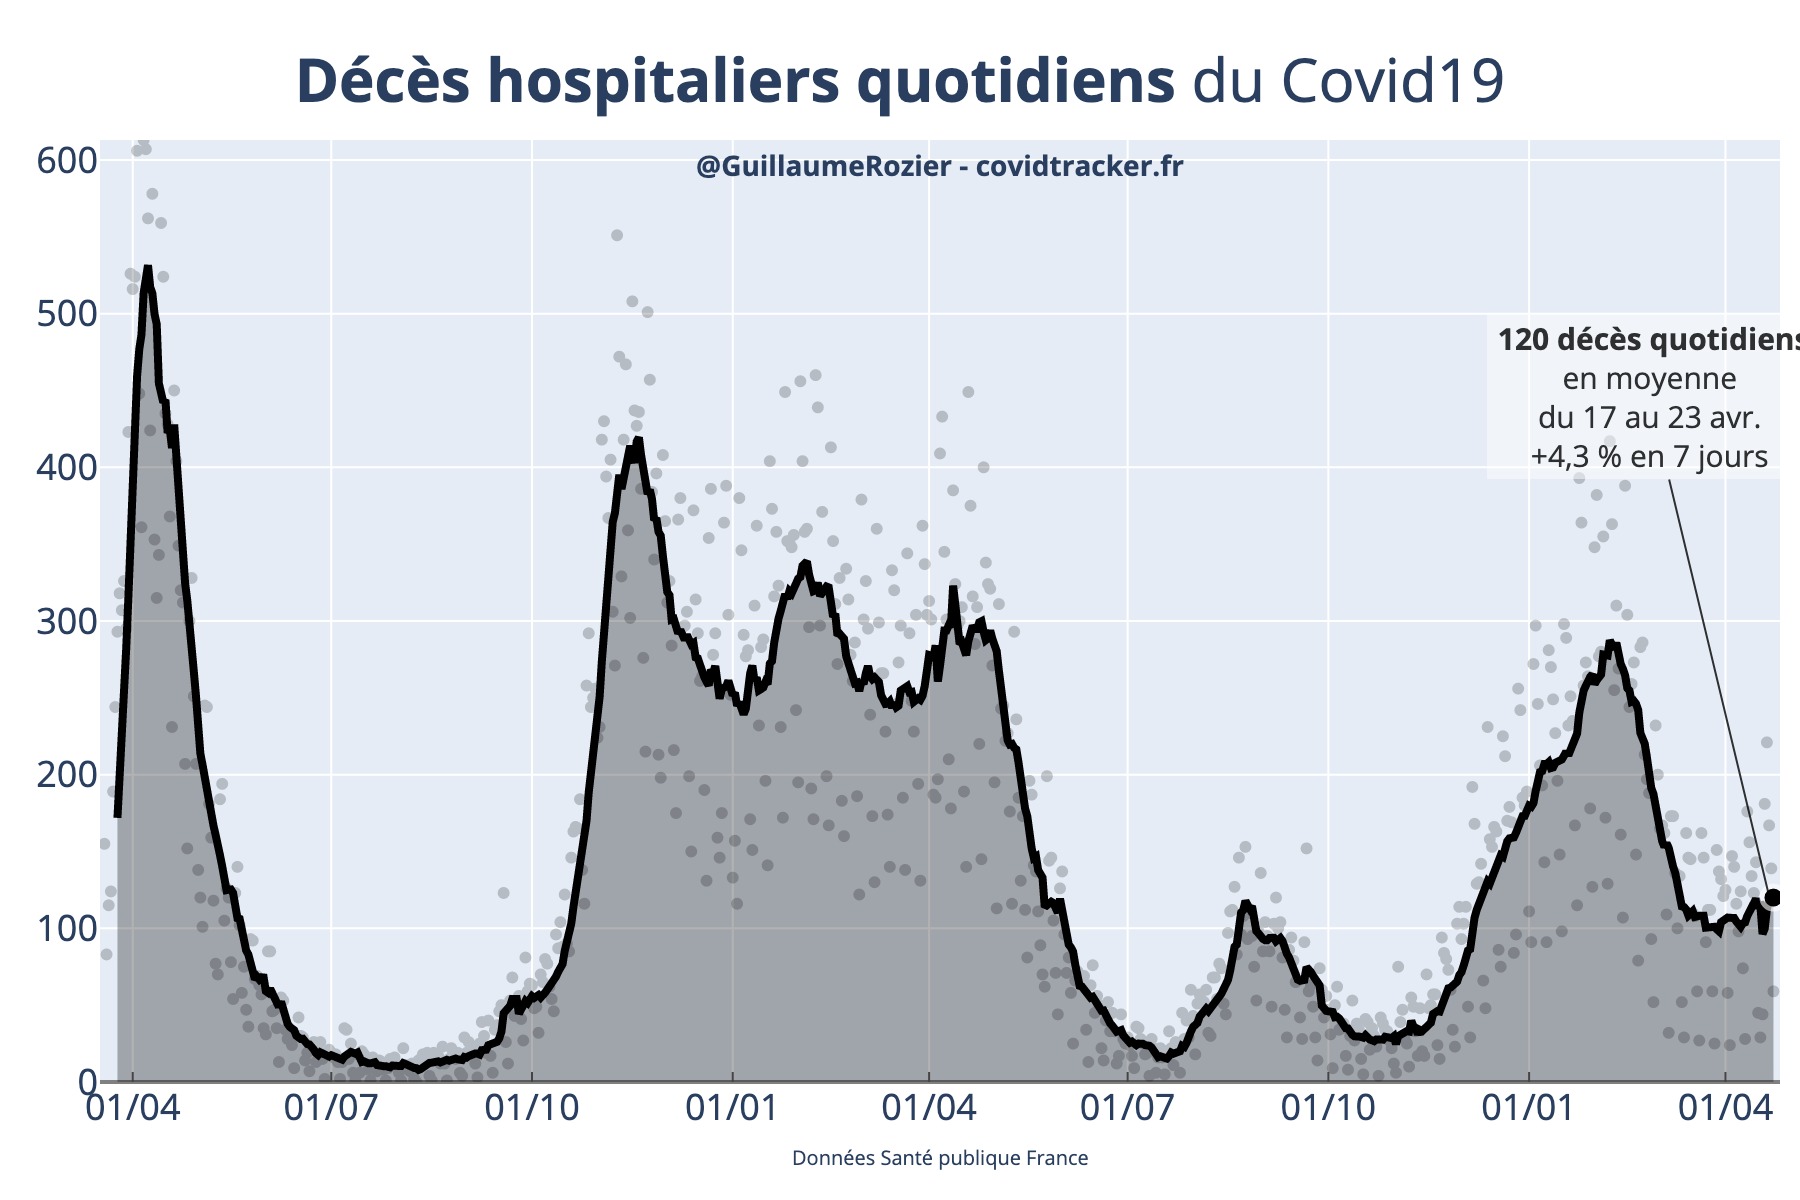 Décès hospitaliers quotidiens du Covid19
@GuillaumeRozier - covidtracker.fr
600
500
400
300
200
100
0
120 décès quotidiens
en moyenne
du 17 au 23 avr.
+4,3 % en 7 jours
01/04 01/07 01/10 01/01 01/04 01/07 01/10 01/01 01/04
Données Santé publique France